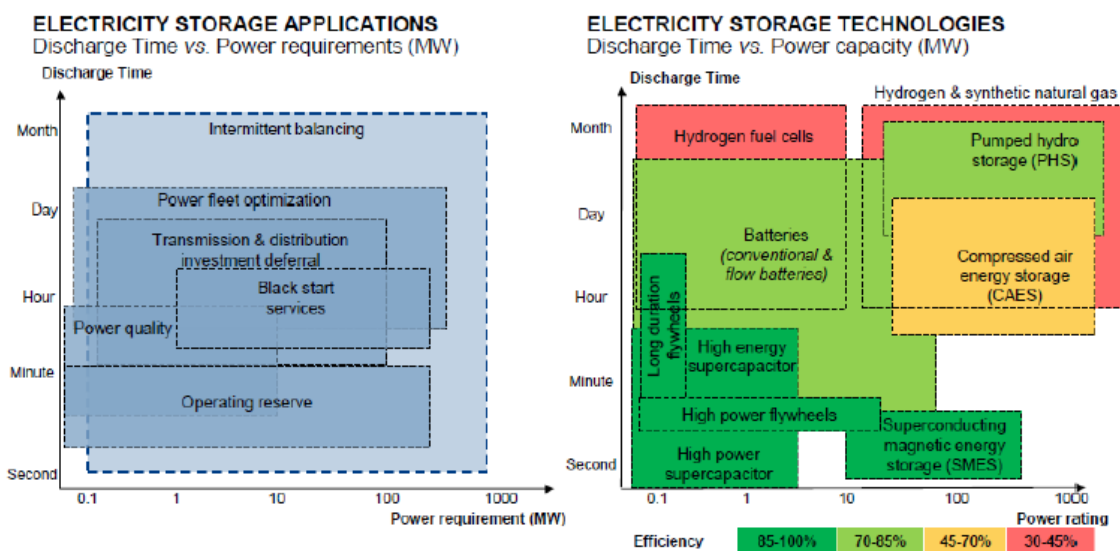 ELECTRICITY STORAGE APPLICATIONS
Discharge Time vs. Power requirements (MW)
Discharge Time
Month
Day
Hour
Minute
Second
Intermittent balancing
Power fleet optimization
Transmission & distribution
investment deferral
Black start
services
Power quality
Operating reserve
0.1
1
10
100
1000
Power requirement (MW)
ELECTRICITY STORAGE TECHNOLOGIES
Discharge Time vs. Power capacity (MW)
Discharge Time
Hydrogen & synthetic natural gas
Month
Day
Hour
Minute
Second
Hydrogen fuel cells
Pumped hydro
storage (PHS)
Batteries
(conventional &
flow batteries)
Compressed air
energy storage
(CAES)
Long duration
flywheels
High energy
supercapacitor
High power flywheels
High power
supercapacitor
Superconducting
magnetic energy
storage (SMES)
0.1
1
10
100
1000
Power rating
Efficiency
85-100%
70-85%
45-70%
30-45%